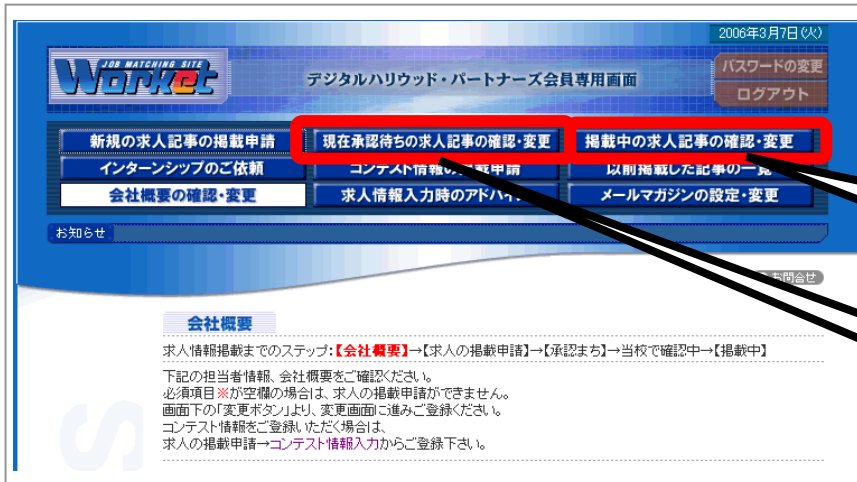 2006年3月7日(火)
JOB MATCHING SITE
Worket
デジタルハリウッド・パートナーズ会員専用画面
パスワードの変更
ログアウト
新規の求人記事の掲載申請
現在承認待ちの求人記事の確認・変更
掲載中の求人記事の確認・変更
インターンシップのご依頼
コンテスト情報の 載申請
以前掲載した記事の一覧
会社概要の確認・変更
求人情報入力時のアドバイ
メールマガジンの設定・変更
お知らせ
お問合せ
会社概要
求人情報掲載までのステップ:【会社概要】→【求人の掲載申請】→【承認まち】→当校で確認中→【掲載中】
下記の担当者情報、会社概要をご確認ください。
必須項目※が空欄の場合は、求人の掲載申請ができません。
画面下の「変更ボタン」より、変更画面に進みご登録ください。
コンテスト情報をご登録いただく場合は、
求人の掲載申請→コンテスト情報入力からご登録下さい。